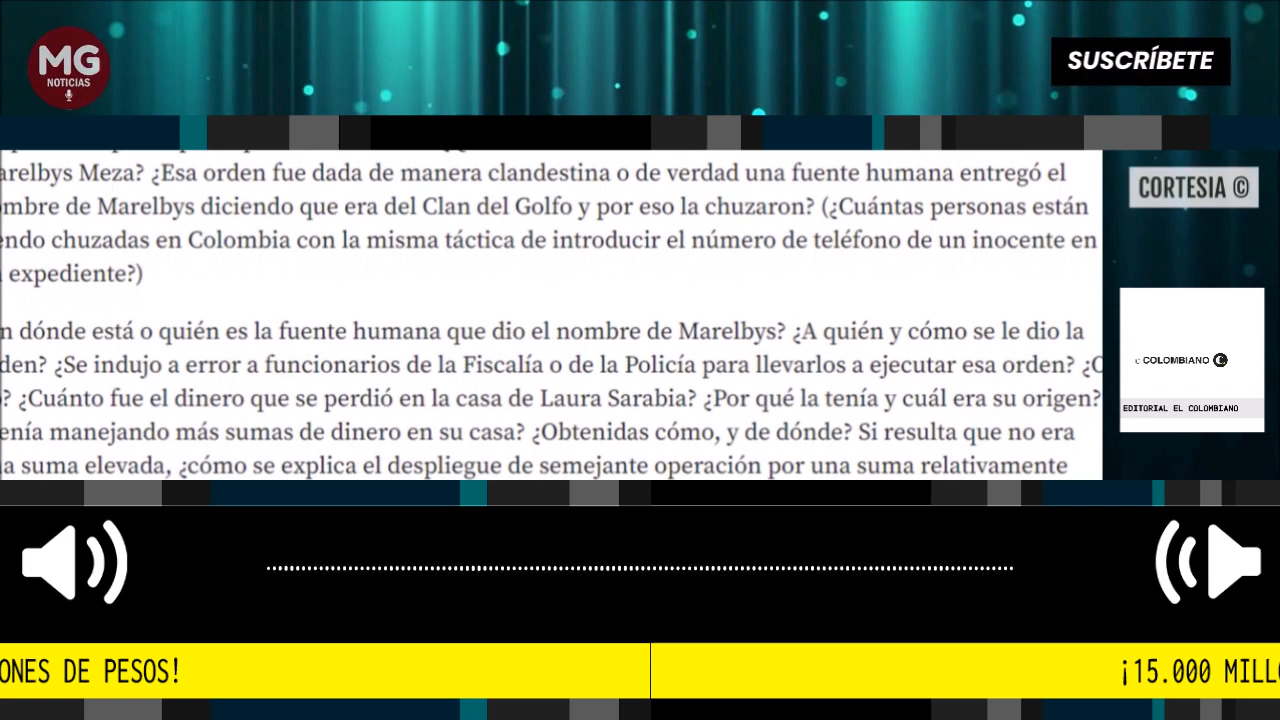 MG
NOTICIAS
SUSCRÍBETE
CORTESIA ©
arelbys Meza? ¿Esa orden fue dada de manera clandestina o de verdad una fuente humana entregó el
ombre de Marelbys diciendo que era del Clan del Golfo y por eso la chuzaron? (¿Cuántas personas están
endo chuzadas en Colombia con la misma táctica de introducir el número de teléfono de un inocente en
expediente?)
n dónde está o quién es la fuente humana que dio el nombre de Marelbys? ¿A quién y cómo se le dio la
den? ¿Se indujo a error a funcionarios de la Fiscalía o de la Policía para llevarlos a ejecutar esa orden? ¿C
? ¿Cuánto fue el dinero que se perdió en la casa de Laura Sarabia? ¿Por qué la tenía y cuál era su origen?
enía manejando más sumas de dinero en su casa? ¿Obtenidas cómo, y de dónde? Si resulta que no era
a suma elevada, ¿cómo se explica el despliegue de semejante operación por una suma relativamente
COLOMBIANO C
EDITORIAL EL COLOMBIANO
ONES DE PESOS!
¡15.000 MILLO